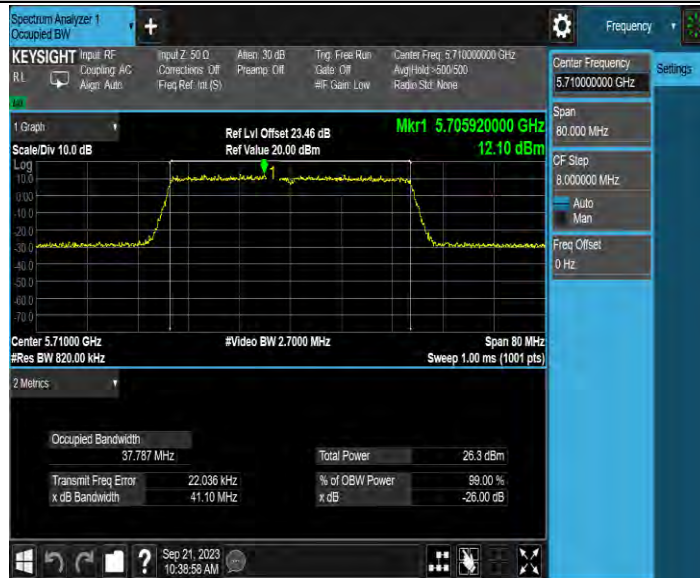 Spectrum Analyzer 1
Occupied BW
+
Frequency
KEYSIGHT
Input: RF
Input Z: 50 Ω
Atten: 30 dB
Trig: Free Run
Center Freq: 5.710000000 GHz
RL
Coupling: AC
Corrections: Off
Preamp: Off
Gate: Off
Avg|Hold:>500/500
Align: Auto
Freq Ref: Int (S)
#IF Gain: Low
Radio Std: None
Center Frequency
5.710000000 GHz
Settings
Span
80.000 MHz
CF Step
8.000000 MHz
Auto
Man
Freq Offset
0 Hz
1 Graph
Ref Lvl Offset 23.46 dB
Mkr1 5.705920000 GHz
Scale/Div 10.0 dB
Ref Value 20.00 dBm
12.10 dBm
Log
10.0
0.00
-10.0
-20.0
-30.0
-40.0
-50.0
-60.0
-70.0
1
Center 5.71000 GHz
#Video BW 2.7000 MHz
Span 80 MHz
#Res BW 820.00 kHz
Sweep 1.00 ms (1001 pts)
2 Metrics
Occupied Bandwidth
37.787 MHz
Total Power
26.3 dBm
Transmit Freq Error
22.036 kHz
% of OBW Power
99.00 %
x dB Bandwidth
41.10 MHz
x dB
-26.00 dB
?
Sep 21, 2023
10:38:58 AM